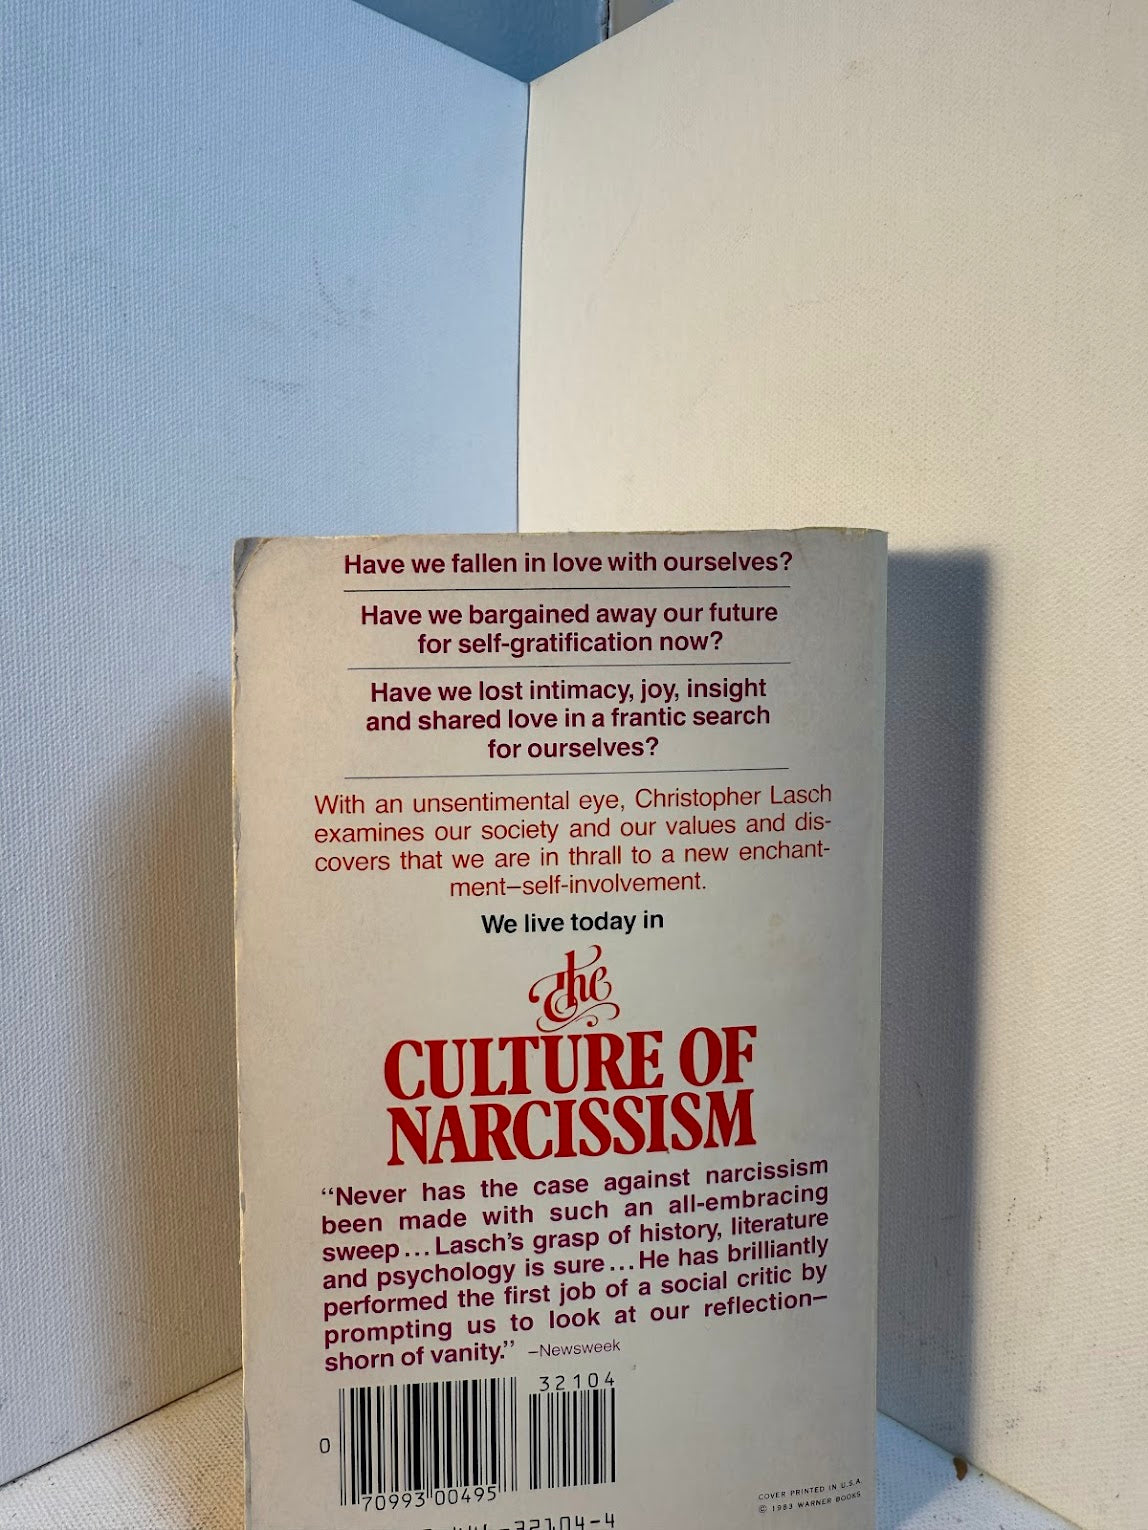 Have we fallen in love with ourselves?
Have we bargained away our future
for self-gratification now?
Have we lost intimacy, joy, insight
and shared love in a frantic search
for ourselves?
With an unsentimental eye, Christopher Lasch
examines our society and our values and dis-
covers that we are in thrall to a new enchant-
ment—self-involvement.
We live today in
The
CULTURE OF
NARCISSISM
“Never has the case against narcissism
been made with such an all-embracing
sweep...Lasch’s grasp of history, literature
and psychology is sure...He has brilliantly
performed the first job of a social critic by
prompting us to look at our reflection—
shorn of vanity.” —Newsweek
32104
0
70993 00495
COVER PRINTED IN U.S.A.
© 1983 WARNER BOOKS
-32104-4